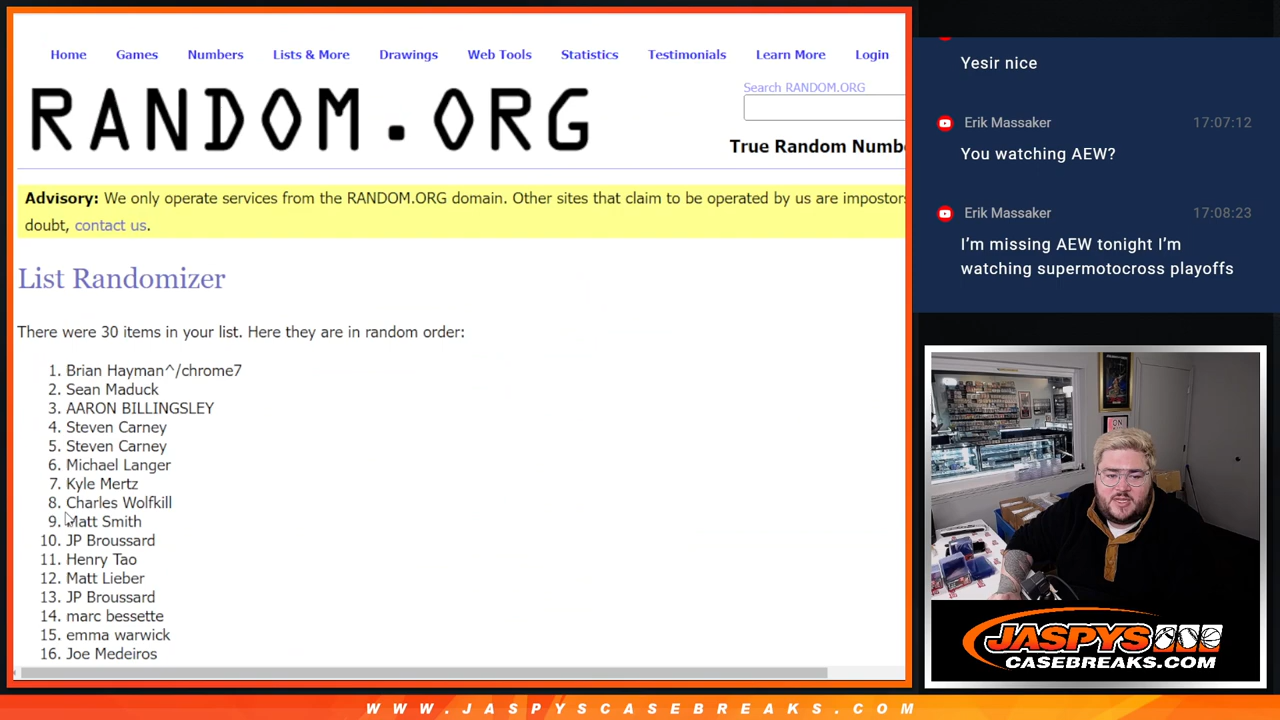 Home Games Numbers Lists & More Drawings Web Tools Statistics Testimonials Learn More Login
RANDOM.ORG
Search RANDOM.ORG
True Random Numb
Advisory: We only operate services from the RANDOM.ORG domain. Other sites that claim to be operated by us are impostors
doubt, contact us.
List Randomizer
There were 30 items in your list. Here they are in random order:
1. Brian Hayman^/chrome7
2. Sean Maduck
3. AARON BILLINGSLEY
4. Steven Carney
5. Steven Carney
6. Michael Langer
7. Kyle Mertz
8. Charles Wolfkill
9. Matt Smith
10. JP Broussard
11. Henry Tao
12. Matt Lieber
13. JP Broussard
14. marc bessette
15. emma warwick
16. Joe Medeiros
Yesir nice
Erik Massaker 17:07:12
You watching AEW?
Erik Massaker 17:08:23
I’m missing AEW tonight I’m
watching supermotocross playoffs
JASPYS
CASEBREAKS.COM
WWW.JASPYSCASEBREAKS.COM